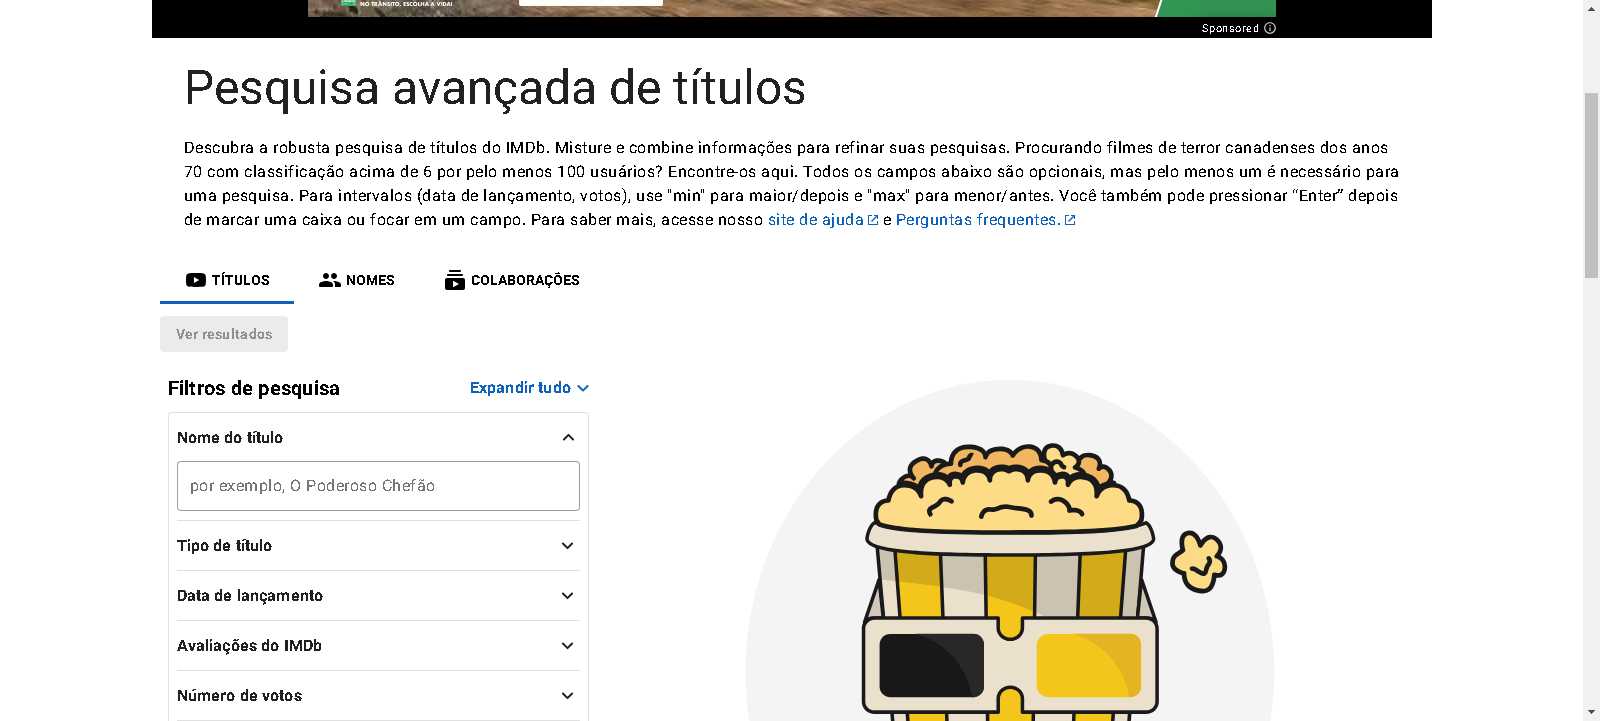 NO TRÂNSITO, ESCOLHA A VIDA!
Sponsored
Pesquisa avançada de títulos
Descubra a robusta pesquisa de títulos do IMDb. Misture e combine informações para refinar suas pesquisas. Procurando filmes de terror canadenses dos anos
70 com classificação acima de 6 por pelo menos 100 usuários? Encontre-os aqui. Todos os campos abaixo são opcionais, mas pelo menos um é necessário para
uma pesquisa. Para intervalos (data de lançamento, votos), use "min" para maior/depois e "max" para menor/antes. Você também pode pressionar “Enter” depois
de marcar uma caixa ou focar em um campo. Para saber mais, acesse nosso site de ajuda e Perguntas frequentes.
TÍTULOS NOMES COLABORAÇÕES
Ver resultados
Filtros de pesquisa Expandir tudo
Nome do título
por exemplo, O Poderoso Chefão
Tipo de título
Data de lançamento
Avaliações do IMDb
Número de votos